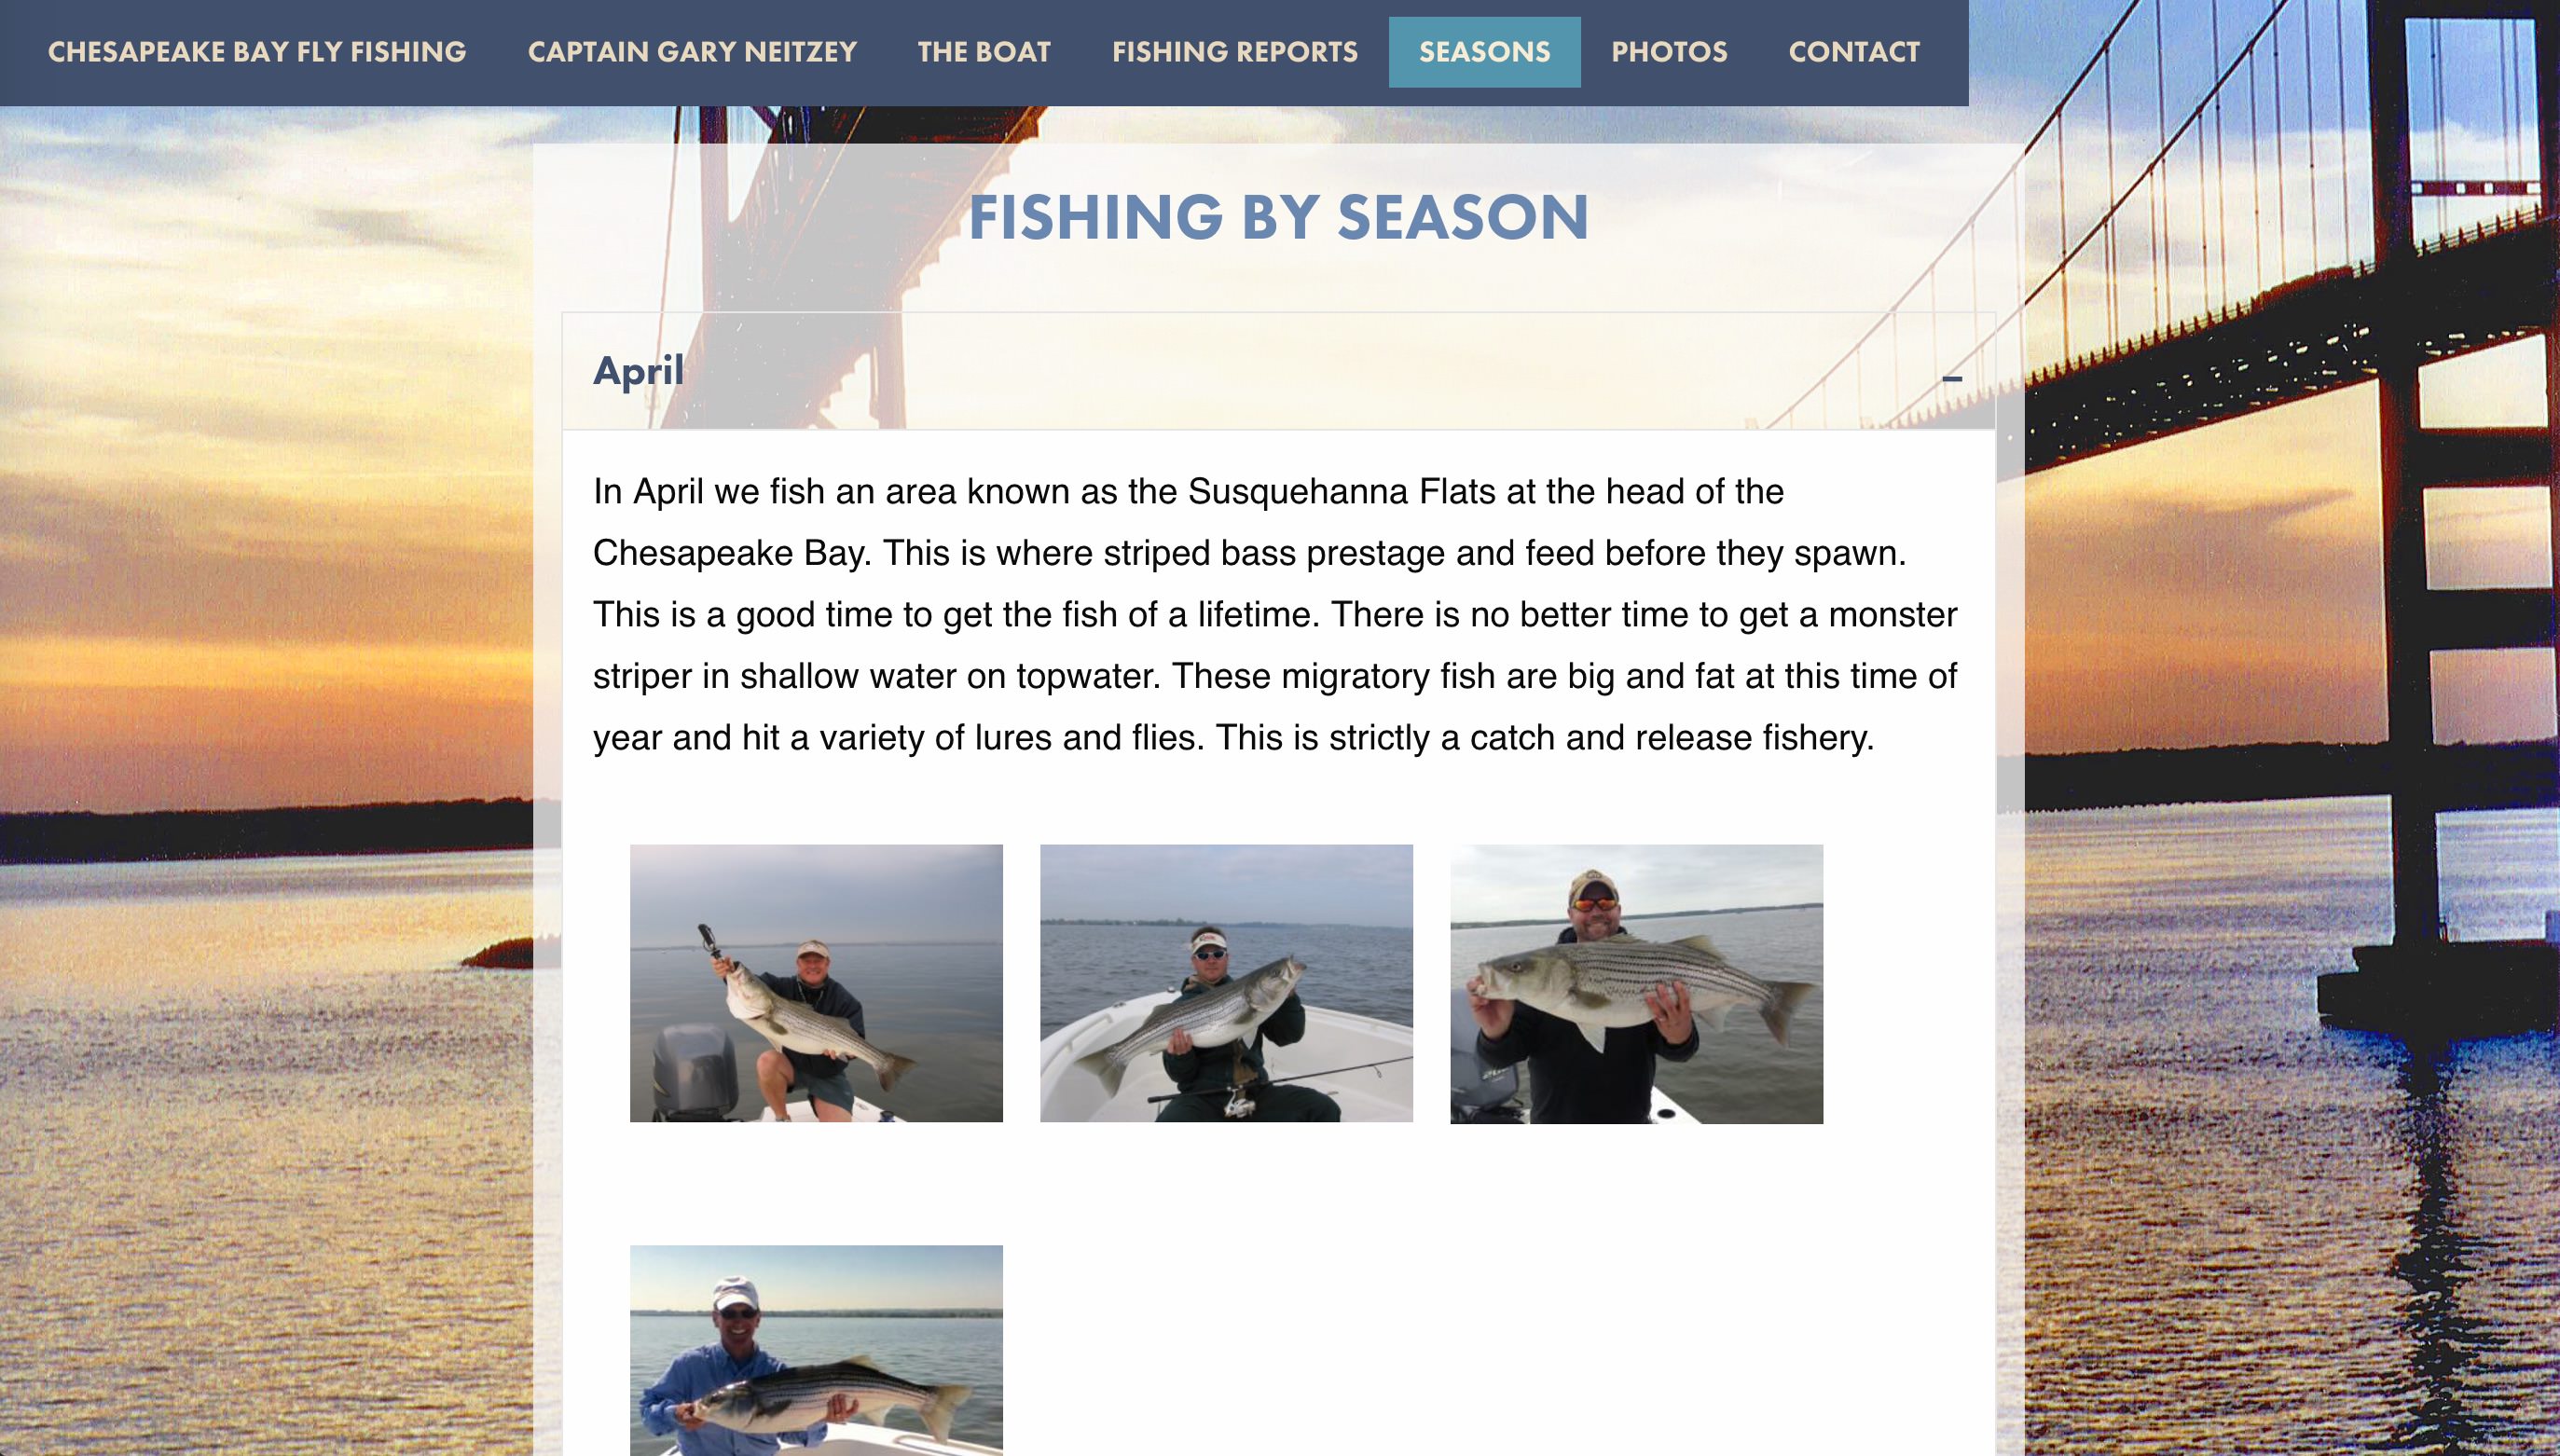 CHESAPEAKE BAY FLY FISHING CAPTAIN GARY NEITZEY THE BOAT FISHING REPORTS SEASONS PHOTOS CONTACT
FISHING BY SEASON
April
In April we fish an area known as the Susquehanna Flats at the head of the
Chesapeake Bay. This is where striped bass prestage and feed before they spawn.
This is a good time to get the fish of a lifetime. There is no better time to get a monster
striper in shallow water on topwater. These migratory fish are big and fat at this time of
year and hit a variety of lures and flies. This is strictly a catch and release fishery.